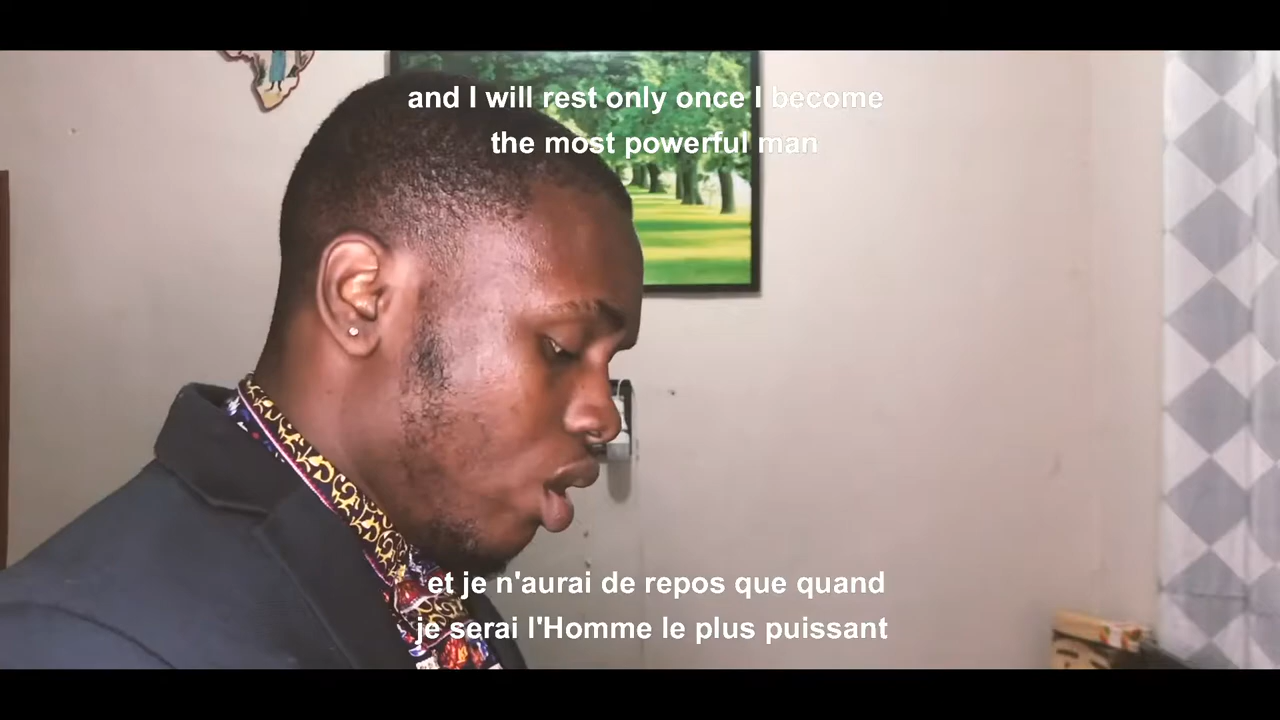 and I will rest only once I become
the most powerful man
et je n'aurai de repos que quand
je serai l'Homme le plus puissant